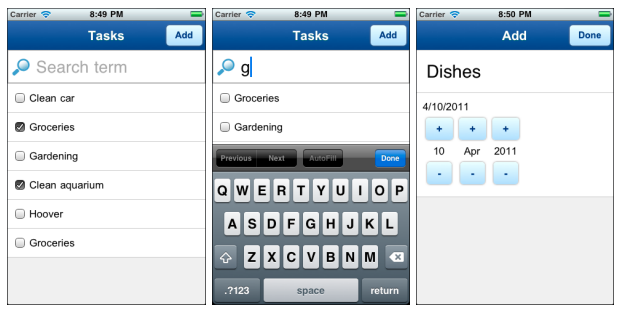 Carrier 8:49 PM
Tasks Add
Search term
Clean car
Groceries
Gardening
Clean aquarium
Hoover
Groceries
Carrier 8:49 PM
Tasks Add
g
Groceries
Gardening
Previous Next AutoFill Done
Q W E R T Y U I O P
A S D F G H J K L
Z X C V B N M
.?123 space return
Carrier 8:50 PM
Add Done
Dishes
4/10/2011
+ + +
10 Apr 2011
- - -